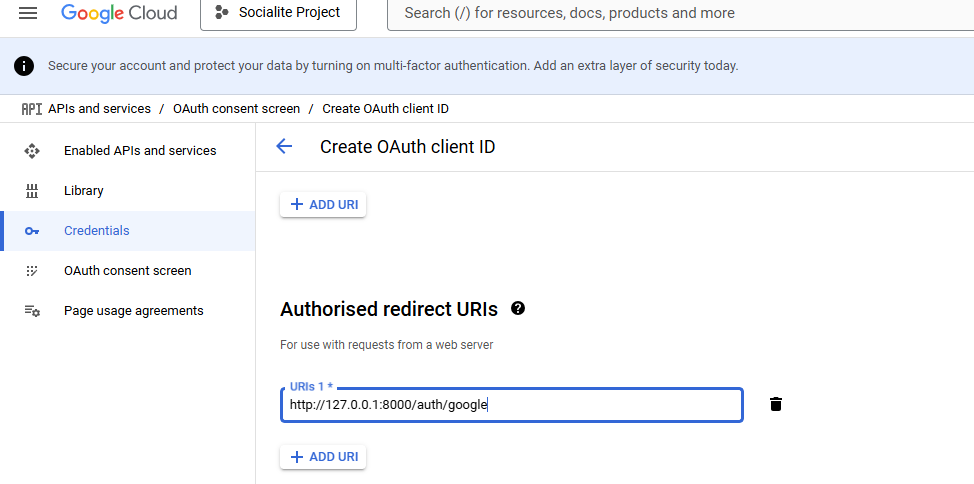 Google Cloud
Socialite Project
Search (/) for resources, docs, products and more
Secure your account and protect your data by turning on multi-factor authentication. Add an extra layer of security today.
API APIs and services / OAuth consent screen / Create OAuth client ID
Enabled APIs and services
Library
Credentials
OAuth consent screen
Page usage agreements
Create OAuth client ID
+ ADD URI
Authorised redirect URIs
For use with requests from a web server
URIs 1 *
http://127.0.0.1:8000/auth/google
+ ADD URI